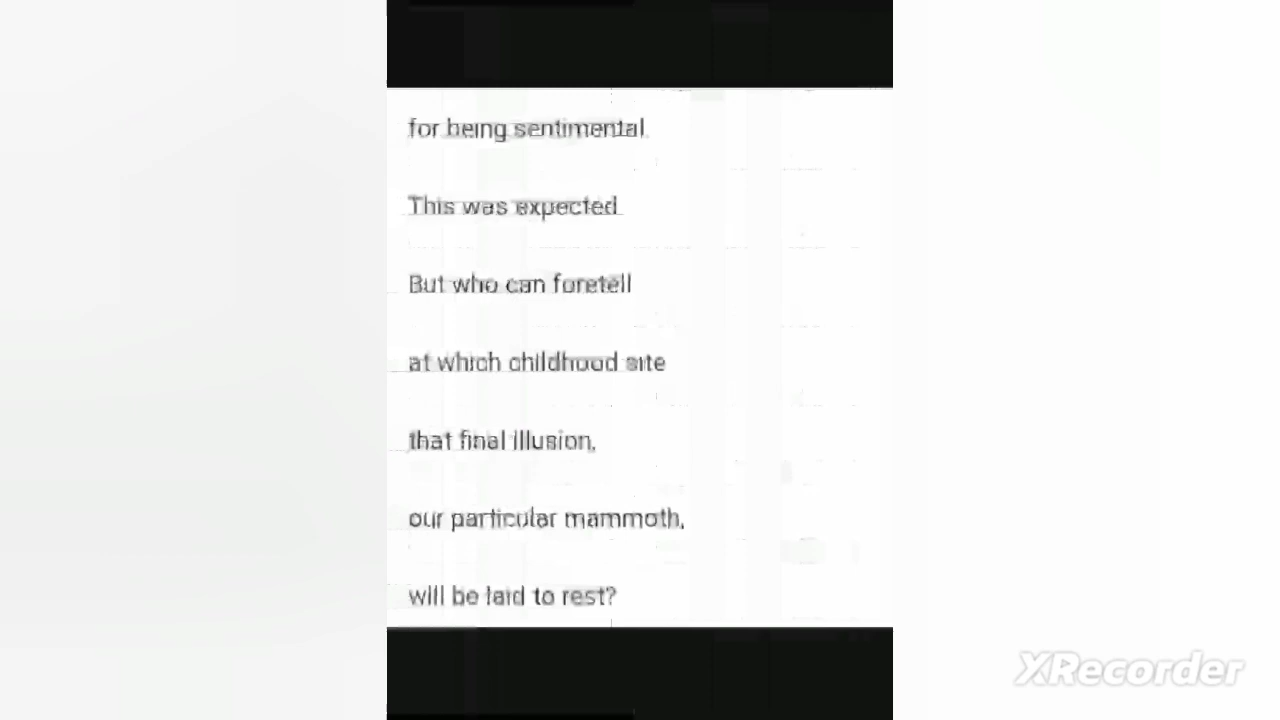 for being sentimental.
This was expected.
But who can foretell
at which childhood site
that final illusion,
our particular mammoth,
will be laid to rest?
XRecorder